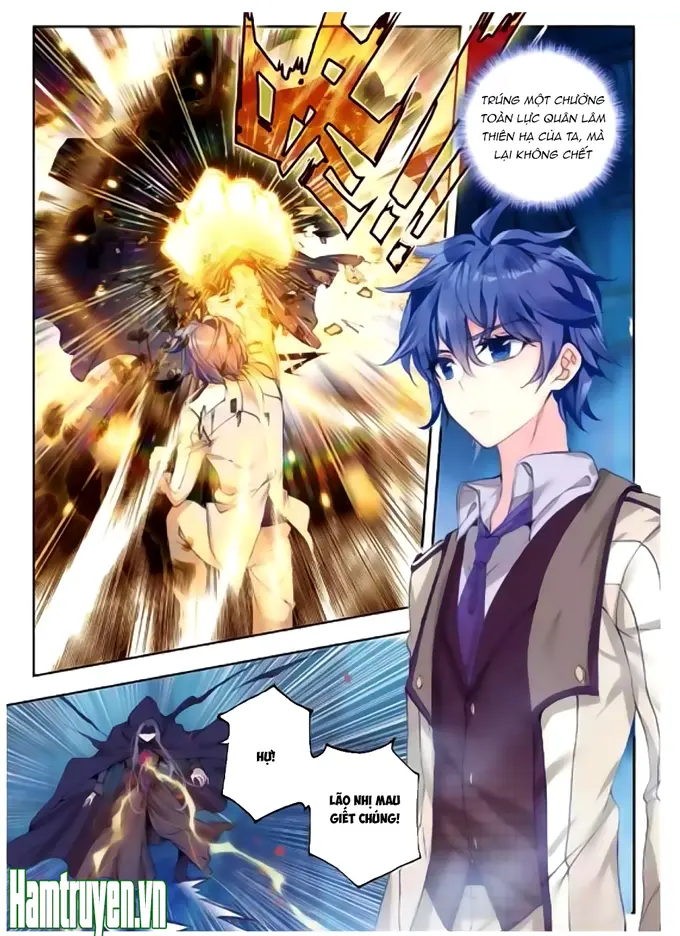 TRÚNG MỘT CHƯỞNG
TOÀN LỰC QUÂN LÂM
THIÊN HẠ CỦA TA, MÀ
LẠI KHÔNG CHẾT
HỰ!
LÃO NHỊ MAU
GIẾT CHÚNG!
Hamtruyen.vn